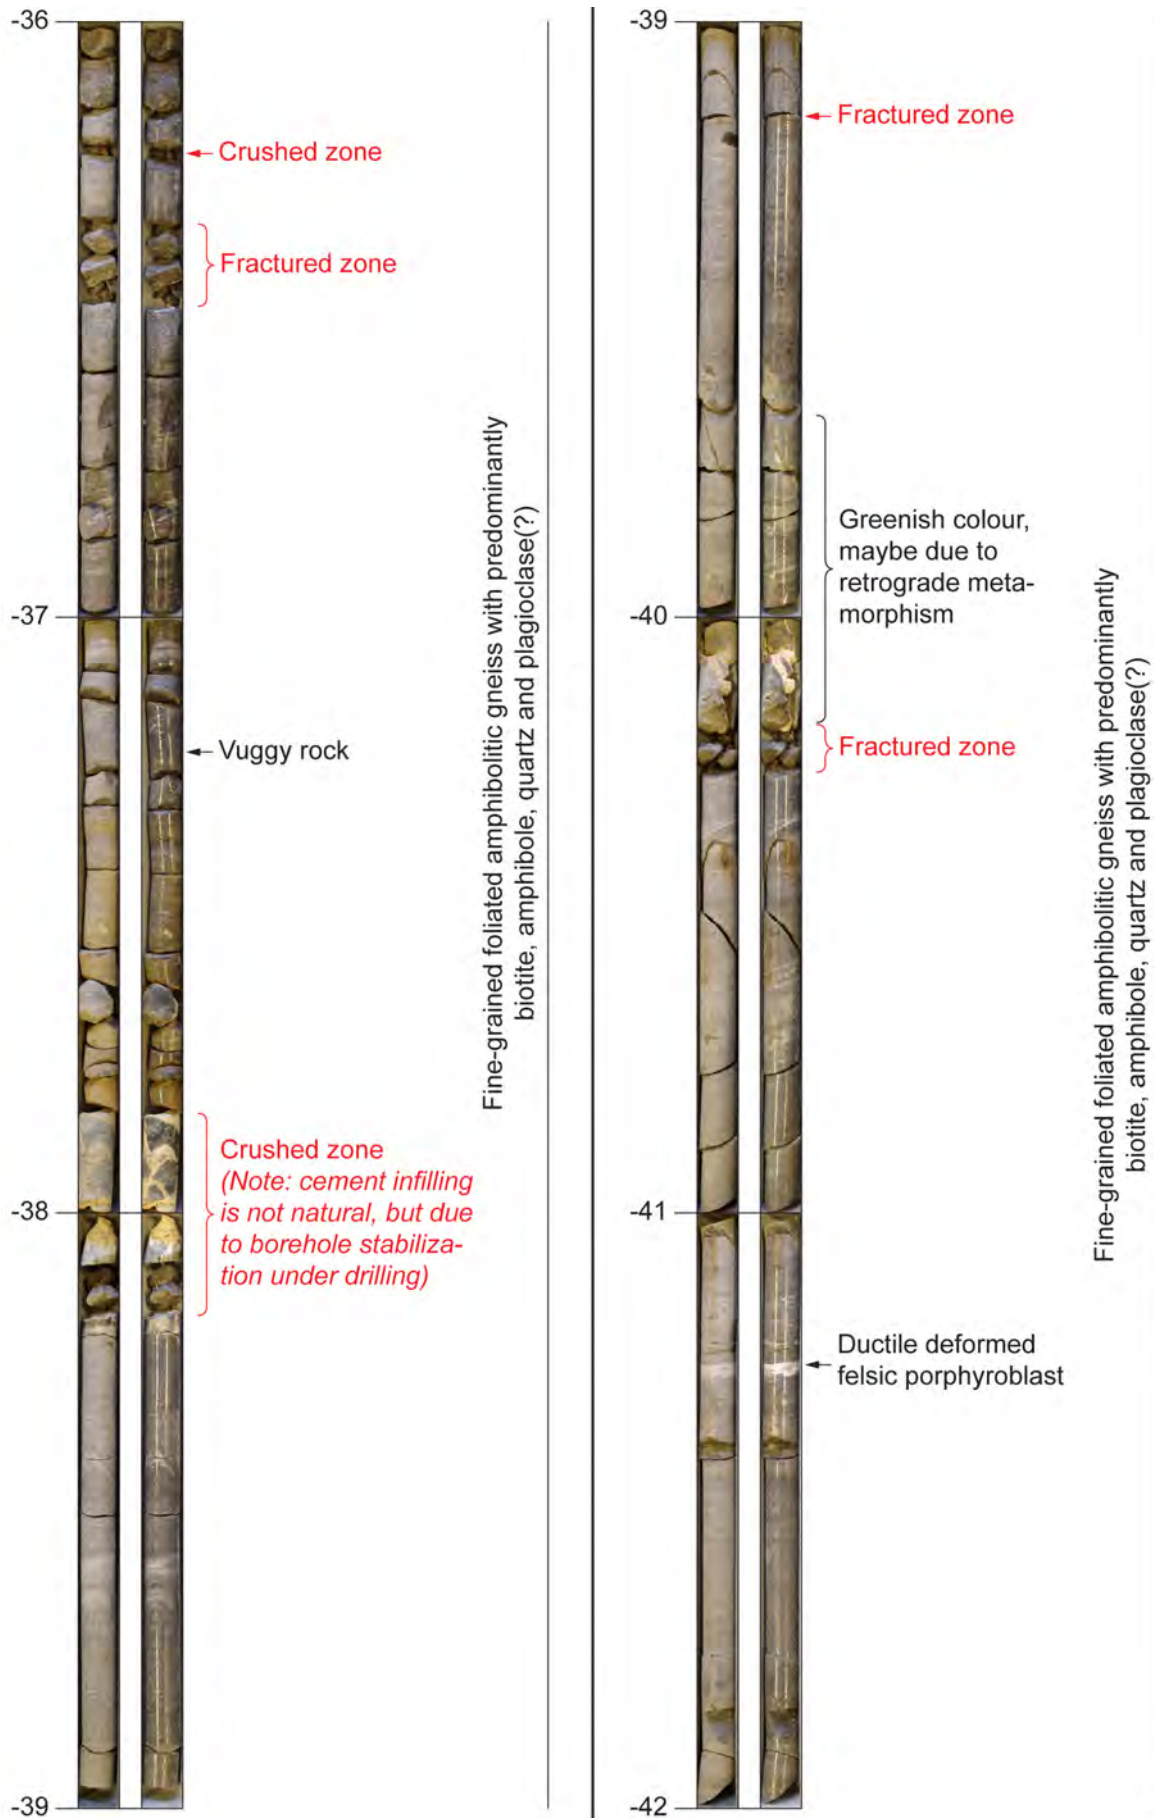 -36
Crushed zone
Fractured zone
-37
Vuggy rock
Crushed zone
(Note: cement infilling
is not natural, but due
to borehole stabiliza-
tion under drilling)
-38
-39
Fine-grained foliated amphibolitic gneiss with predominantly
biotite, amphibole, quartz and plagioclase(?)
-39
Fractured zone
Greenish colour,
maybe due to
retrograde meta-
morphism
-40
Fractured zone
-41
Ductile deformed
felsic porphyroblast
-42
Fine-grained foliated amphibolitic gneiss with predominantly
biotite, amphibole, quartz and plagioclase(?)